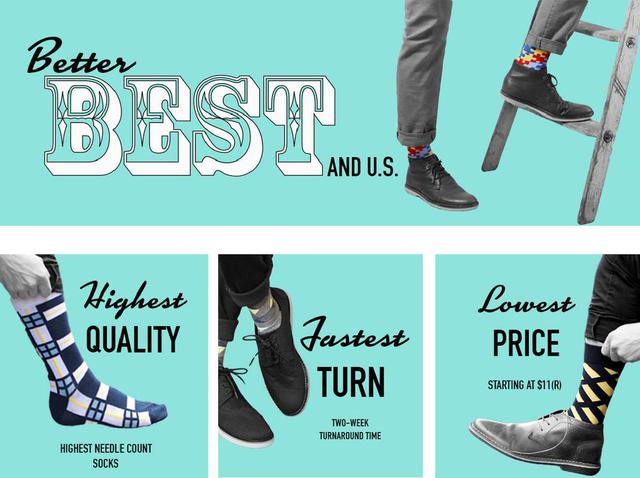 Better
BEST
AND U.S.
Highest
QUALITY
HIGHEST NEEDLE COUNT
SOCKS
Fastest
TURN
TWO-WEEK
TURNAROUND TIME
Lowest
PRICE
STARTING AT $11(R)